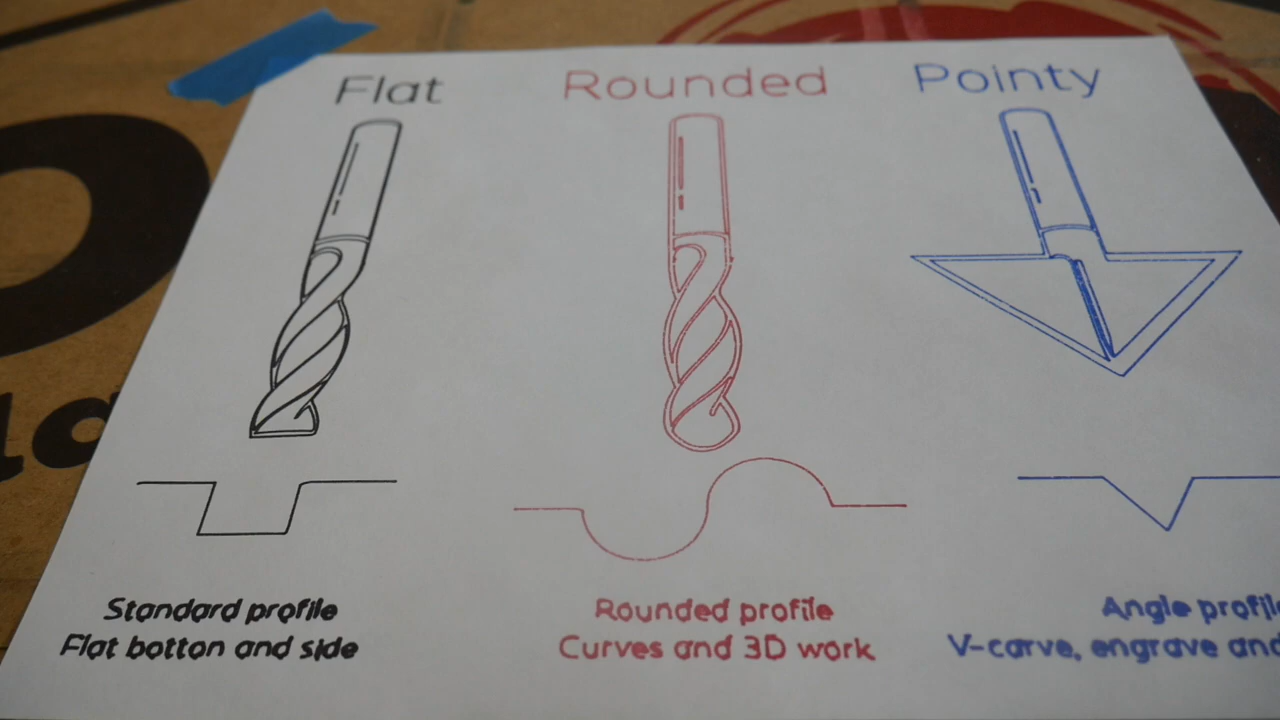 Flat
Rounded
Pointy
Standard profile
Flat botton and side
Rounded profile
Curves and 3D work
Angle
V-carve, engrave and